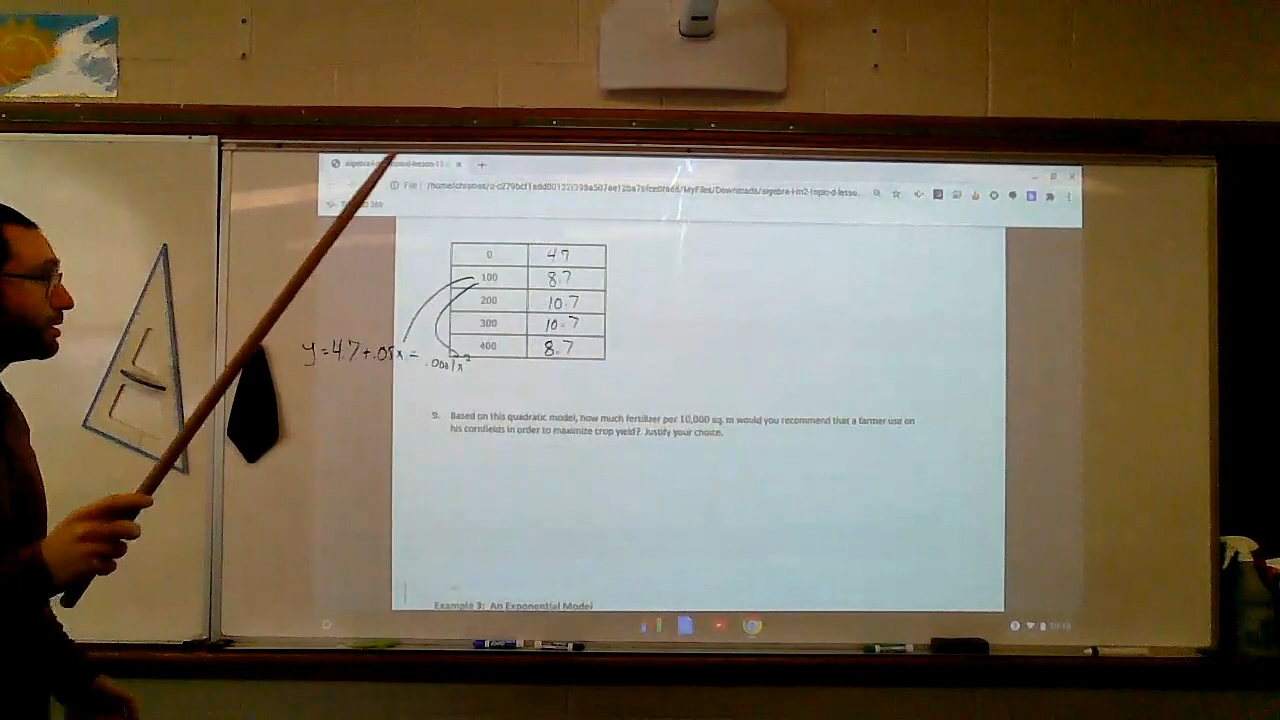 0 4.7
100 8.7
200 10.7
300 10.7
400 8.7
y = 4.7 + .05x - .0001x²
9. Based on this quadratic model, how much fertilizer per 10,000 sq. m would you recommend that a farmer use on
his cornfields in order to maximize crop yield? Justify your choice.
Example 3: An Exponential Model